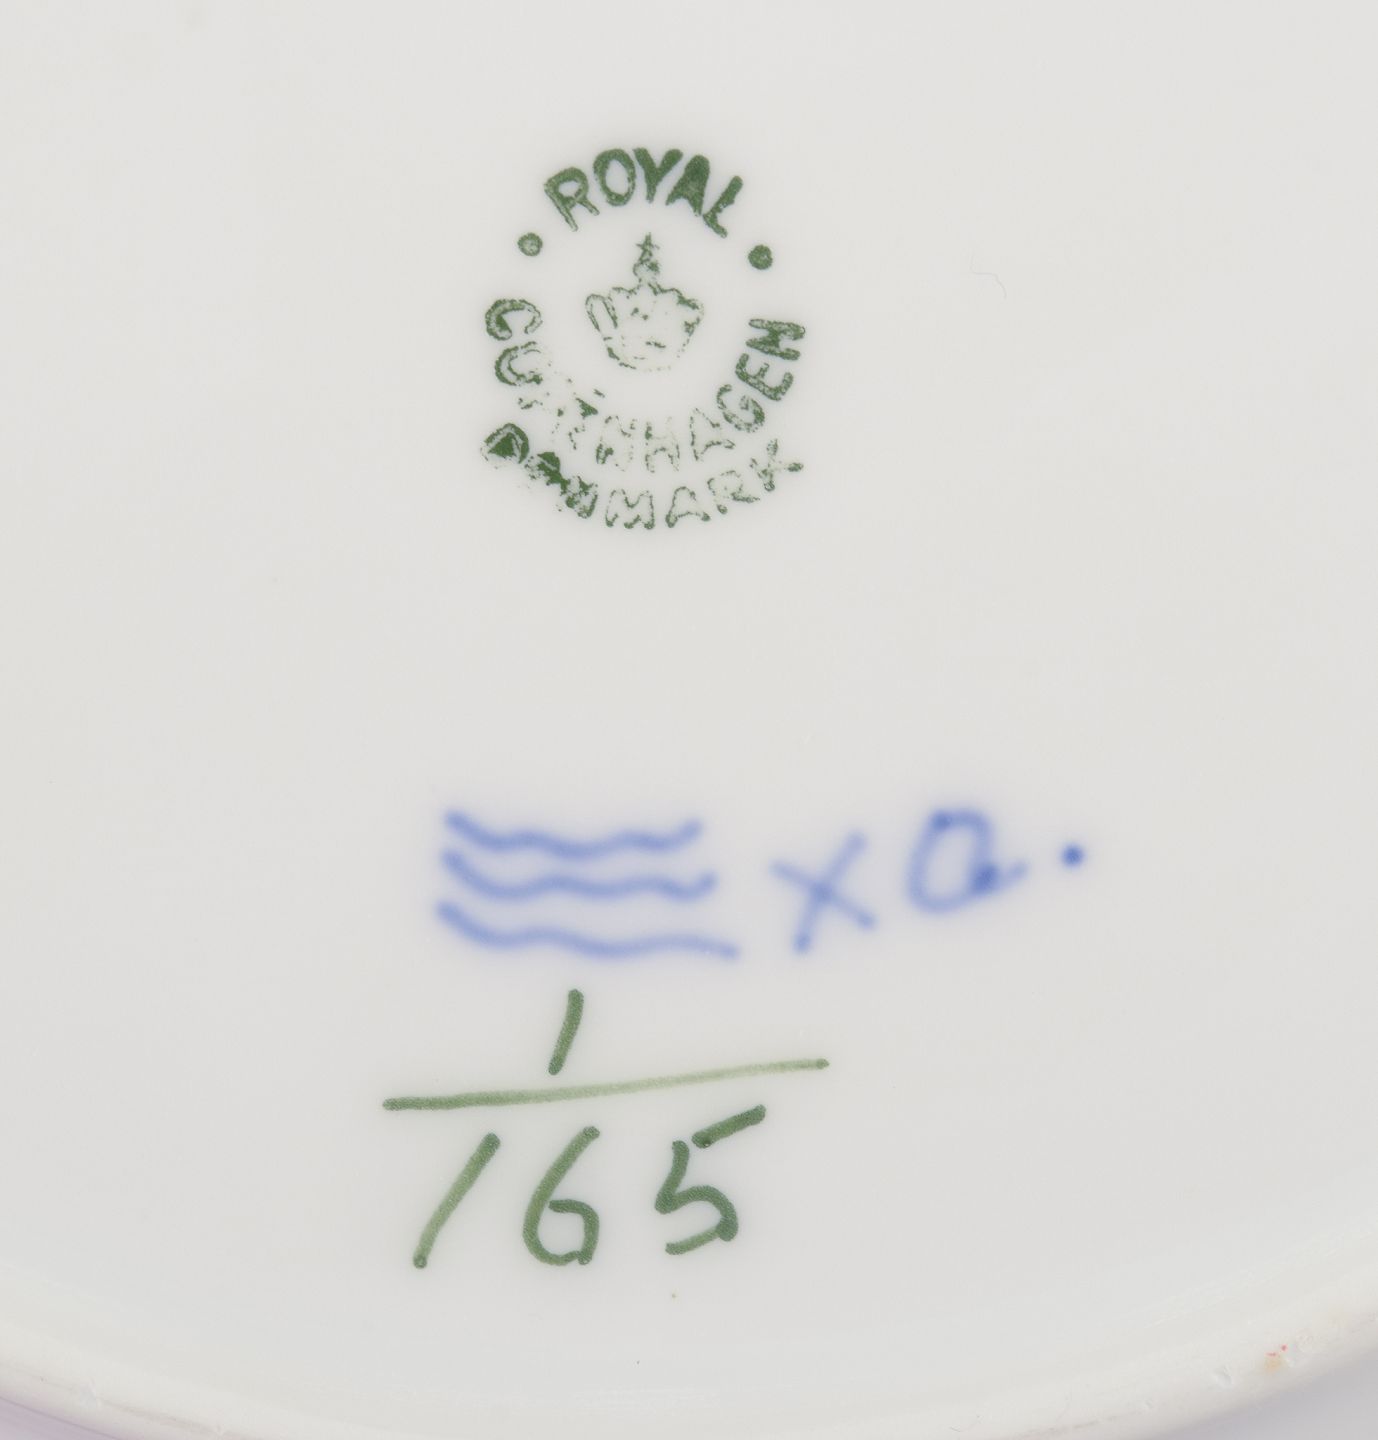 ROYAL
COPENHAGEN
DENMARK
x a.
1
165